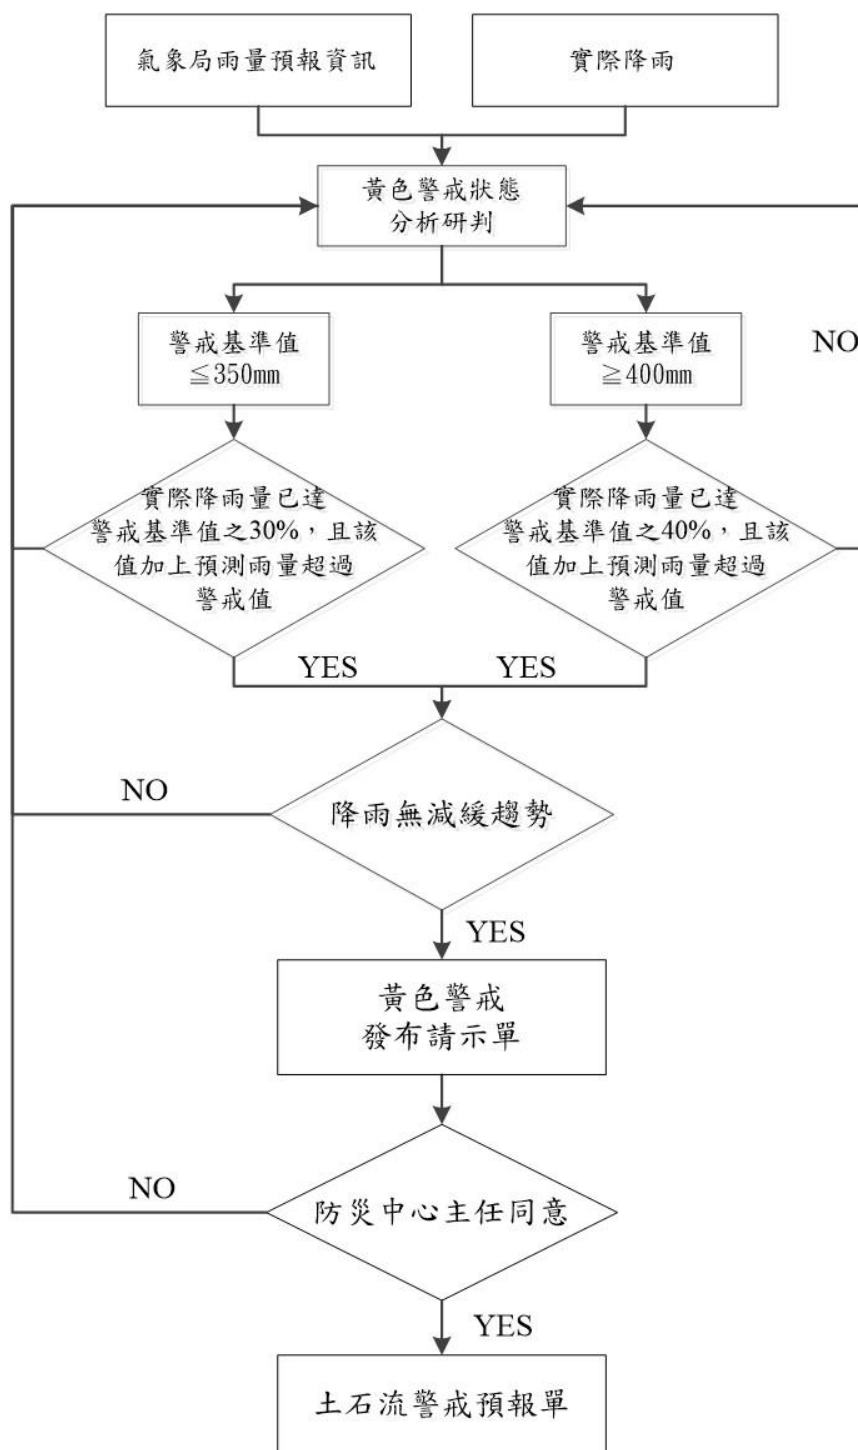 氣象局雨量預報資訊
實際降雨
黃色警戒狀態
分析研判
警戒基準值
≦350mm
警戒基準值
≧400mm
NO
實際降雨量已達
警戒基準值之30%，且該
值加上預測雨量超過
警戒值
實際降雨量已達
警戒基準值之40%，且該
值加上預測雨量超過
警戒值
YES
YES
NO
降雨無減緩趨勢
YES
黃色警戒
發布請示單
NO
防災中心主任同意
YES
土石流警戒預報單